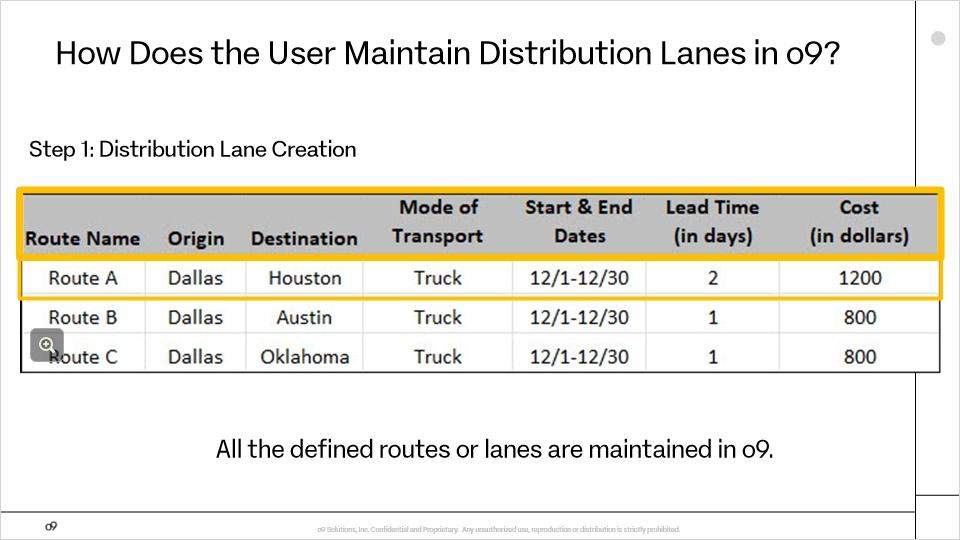 How Does the User Maintain Distribution Lanes in o9?
Step 1: Distribution Lane Creation
Route Name Origin Destination Mode of Transport Start & End Dates Lead Time (in days) Cost (in dollars)
Route A Dallas Houston Truck 12/1-12/30 2 1200
Route B Dallas Austin Truck 12/1-12/30 1 800
Route C Dallas Oklahoma Truck 12/1-12/30 1 800
All the defined routes or lanes are maintained in o9.
o9
o9 Solutions, Inc. Confidential and Proprietary. Any unauthorized use, reproduction or distribution is strictly prohibited.